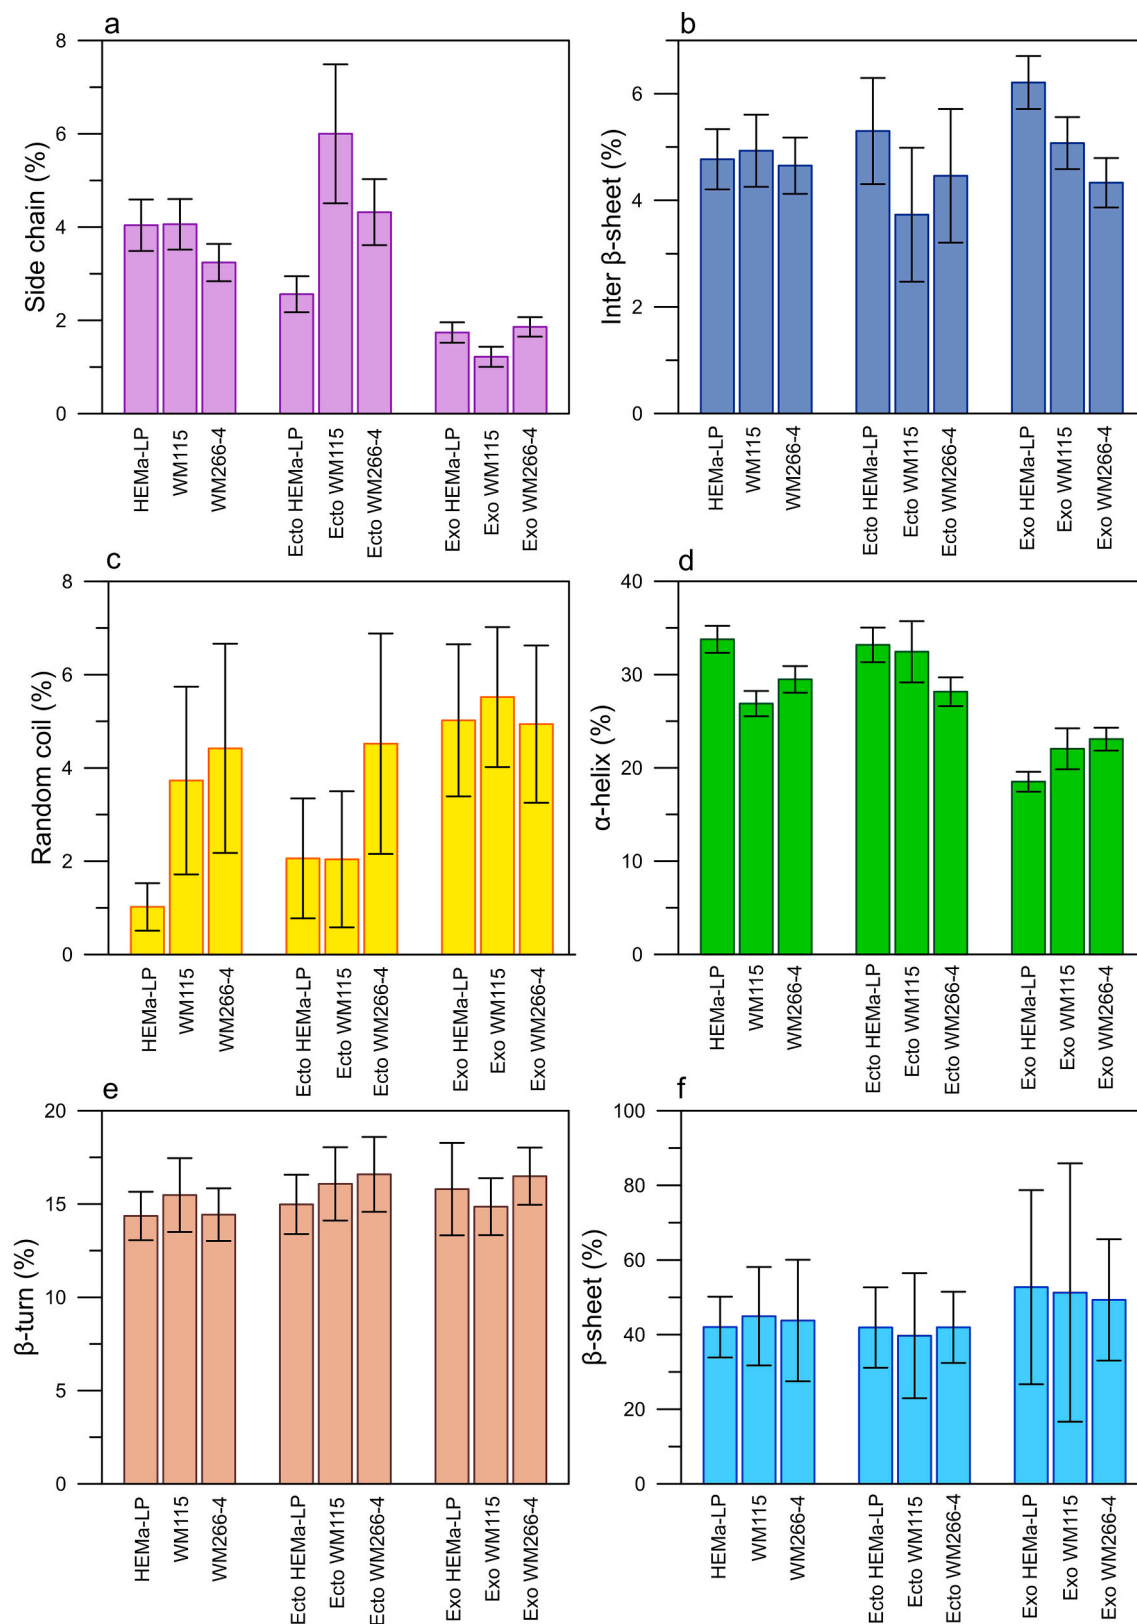 a
Side chain (%)
8
6
4
2
0
HEMa-LP
WM115
WM266-4
Ecto HEMa-LP
Ecto WM115
Ecto WM266-4
Exo HEMa-LP
Exo WM115
Exo WM266-4
b
Inter β-sheet (%)
6
4
2
0
HEMa-LP
WM115
WM266-4
Ecto HEMa-LP
Ecto WM115
Ecto WM266-4
Exo HEMa-LP
Exo WM115
Exo WM266-4
c
Random coil (%)
8
6
4
2
0
HEMa-LP
WM115
WM266-4
Ecto HEMa-LP
Ecto WM115
Ecto WM266-4
Exo HEMa-LP
Exo WM115
Exo WM266-4
d
α-helix (%)
40
30
20
10
0
HEMa-LP
WM115
WM266-4
Ecto HEMa-LP
Ecto WM115
Ecto WM266-4
Exo HEMa-LP
Exo WM115
Exo WM266-4
e
β-turn (%)
20
15
10
5
0
HEMa-LP
WM115
WM266-4
Ecto HEMa-LP
Ecto WM115
Ecto WM266-4
Exo HEMa-LP
Exo WM115
Exo WM266-4
f
β-sheet (%)
100
80
60
40
20
0
HEMa-LP
WM115
WM266-4
Ecto HEMa-LP
Ecto WM115
Ecto WM266-4
Exo HEMa-LP
Exo WM115
Exo WM266-4